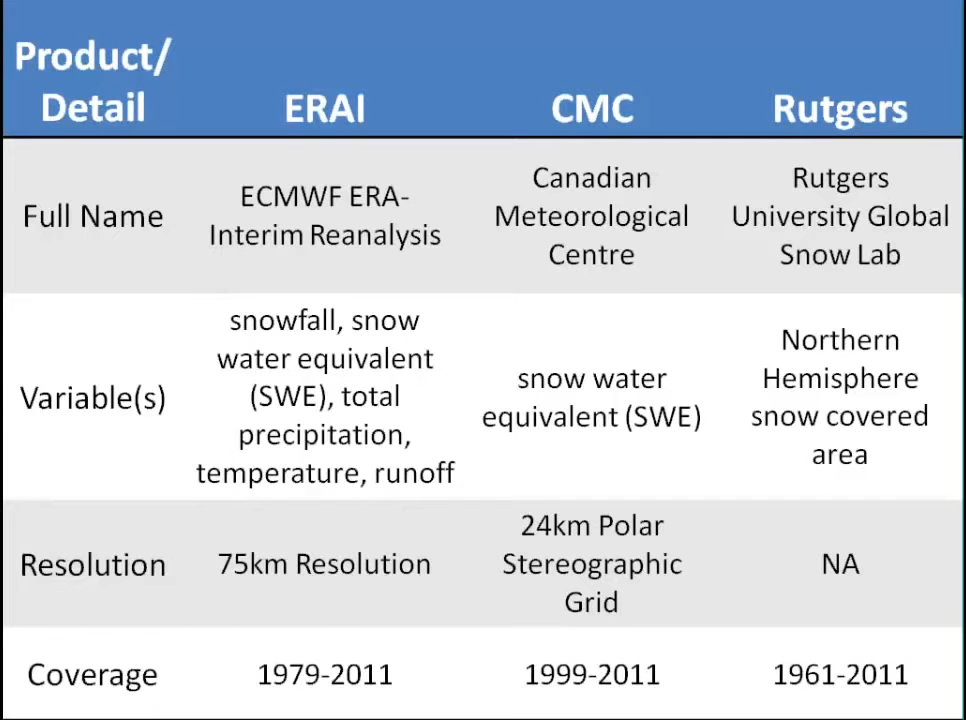 Product/
Detail
ERAI
CMC
Rutgers
Full Name
ECMWF ERA-
Interim Reanalysis
Canadian
Meteorological
Centre
Rutgers
University Global
Snow Lab
Variable(s)
snowfall, snow
water equivalent
(SWE), total
precipitation,
temperature, runoff
snow water
equivalent (SWE)
Northern
Hemisphere
snow covered
area
Resolution
75km Resolution
24km Polar
Stereographic
Grid
NA
Coverage
1979-2011
1999-2011
1961-2011